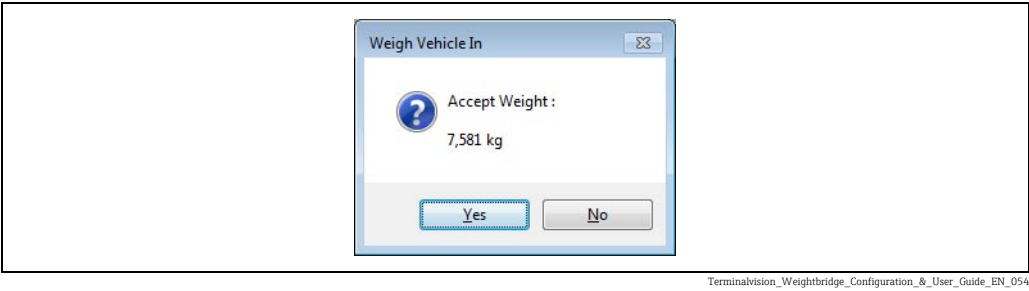 Weigh Vehicle In
Accept Weight :
7,581 kg
Yes
No
Terminalvision_Weightbridge_Configuration_&_User_Guide_EN_054